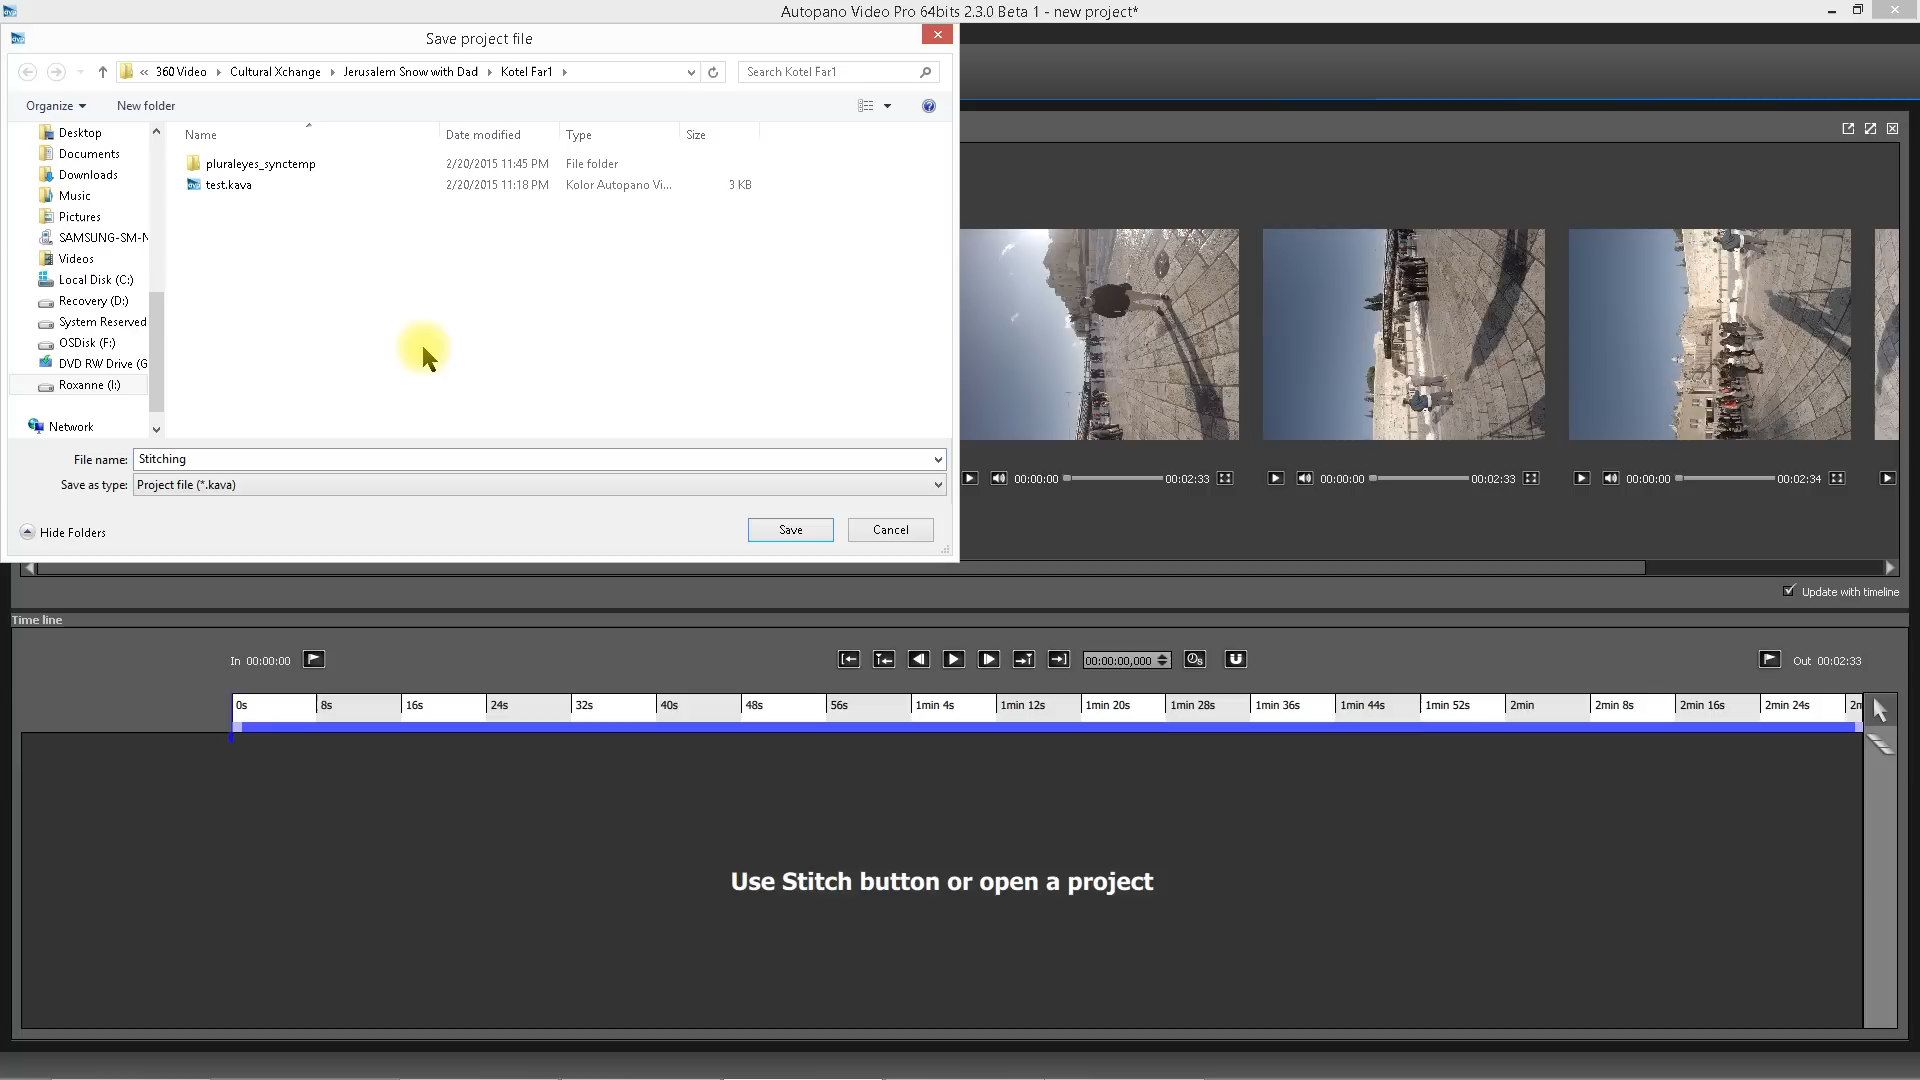 Autopano Video Pro 64bits 2.3.0 Beta 1 - new project*
Save project file
« 360 Video Cultural Xchange Jerusalem Snow with Dad Kotel Far1
Search Kotel Far1
Organize
New folder
Name Date modified Type Size
pluraleyes_synctemp 2/20/2015 11:45 PM File folder
test.kava 2/20/2015 11:18 PM Kolor Autopano Vi... 3 KB
Desktop
Documents
Downloads
Music
Pictures
SAMSUNG-SM-N
Videos
Local Disk (C:)
Recovery (D:)
System Reserved
OSDisk (F:)
DVD RW Drive (G
Roxanne (I:)
Network
File name: Stitching
Save as type: Project file (*.kava)
Hide Folders
Save
Cancel
00:00:00 00:02:33
00:00:00 00:02:33
00:00:00 00:02:34
Update with timeline
Time line
In 00:00:00
00:00:00,000
Out 00:02:33
0s 8s 16s 24s 32s 40s 48s 56s 1min 4s 1min 12s 1min 20s 1min 28s 1min 36s 1min 44s 1min 52s 2min 2min 8s 2min 16s 2min 24s 2m
Use Stitch button or open a project